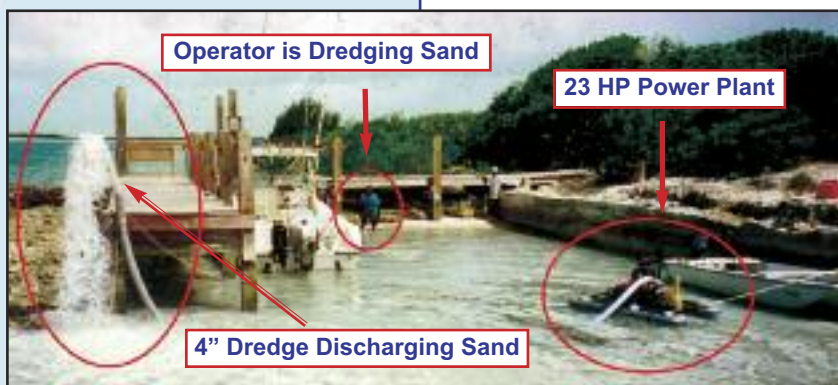 Operator is Dredging Sand
23 HP Power Plant
4” Dredge Discharging Sand